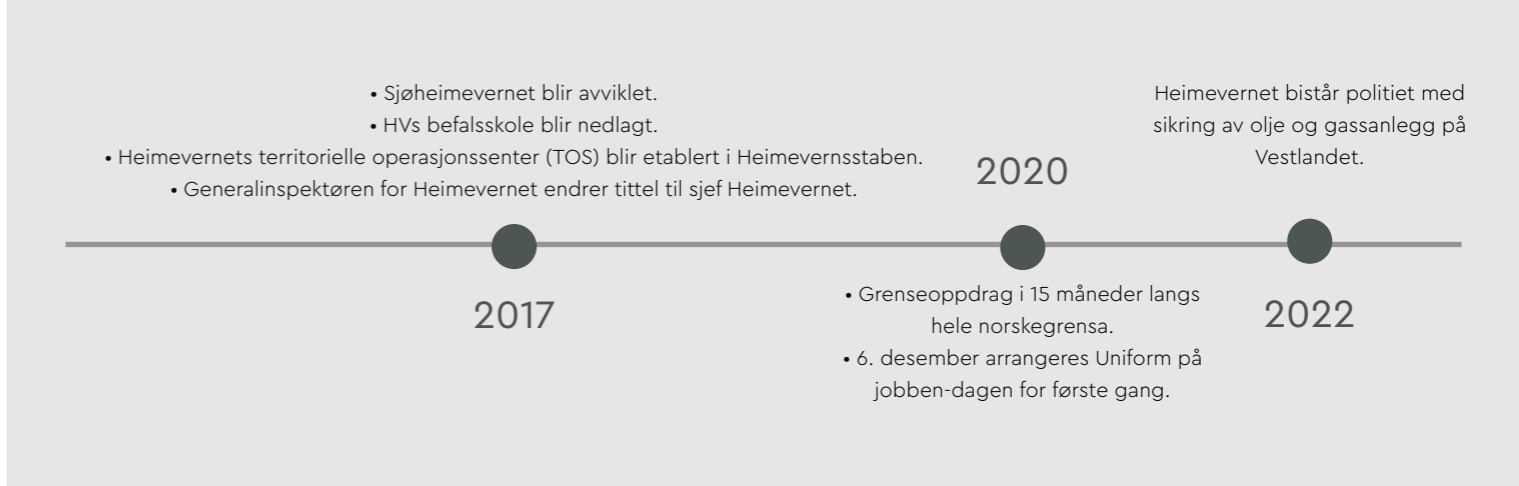 • Sjøheimevernet blir avviklet.
• HVs befalsskole blir nedlagt.
• Heimevernets territorielle operasjonssenter (TOS) blir etablert i Heimevernsstaben.
• Generalinspektøren for Heimevernet endrer tittel til sjef Heimevernet.
2017
2020
• Grenseoppdrag i 15 måneder langs
hele norskegrensa.
• 6. desember arrangeres Uniform på
jobben-dagen for første gang.
Heimevernet bistår politiet med
sikring av olje og gassanlegg på
Vestlandet.
2022